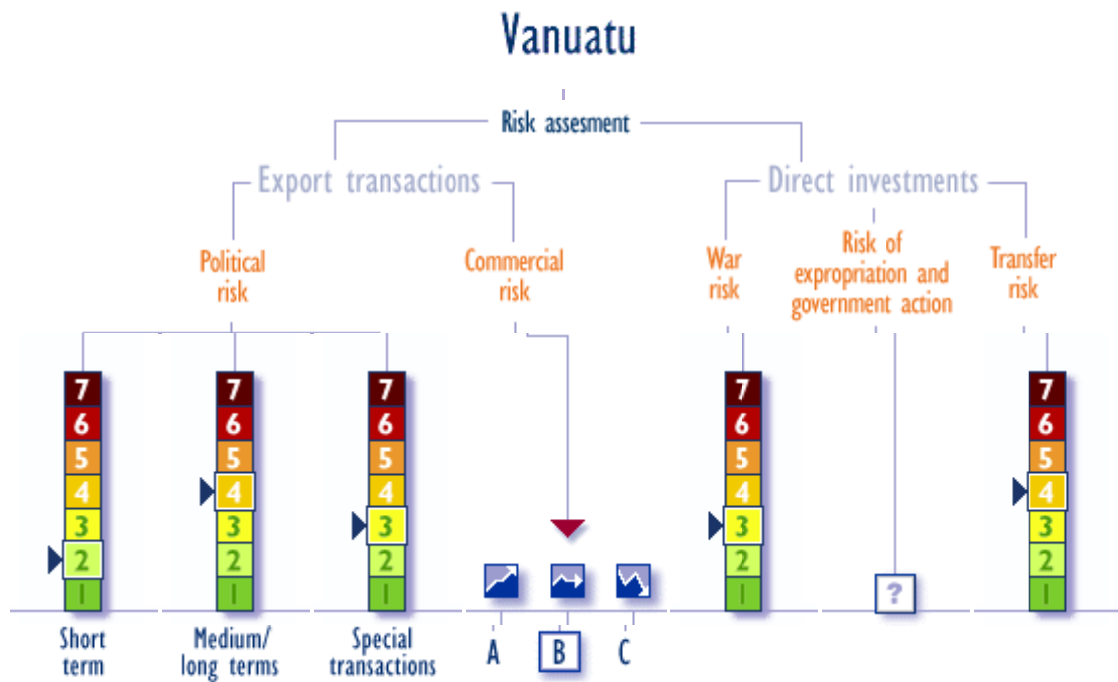 Vanuatu
Risk assesment
Export transactions
Direct investments
Political
risk
Commercial
risk
War
risk
Risk of
expropriation and
government action
Transfer
risk
7 7 7 7 7
6 6 6 6 6
5 5 5 5 5
4 4 4 4 4
3 3 3 3 3
2 2 2 2 2
1 1 1 1 ? 1
Short
term
Medium/
long terms
Special
transactions
A B C